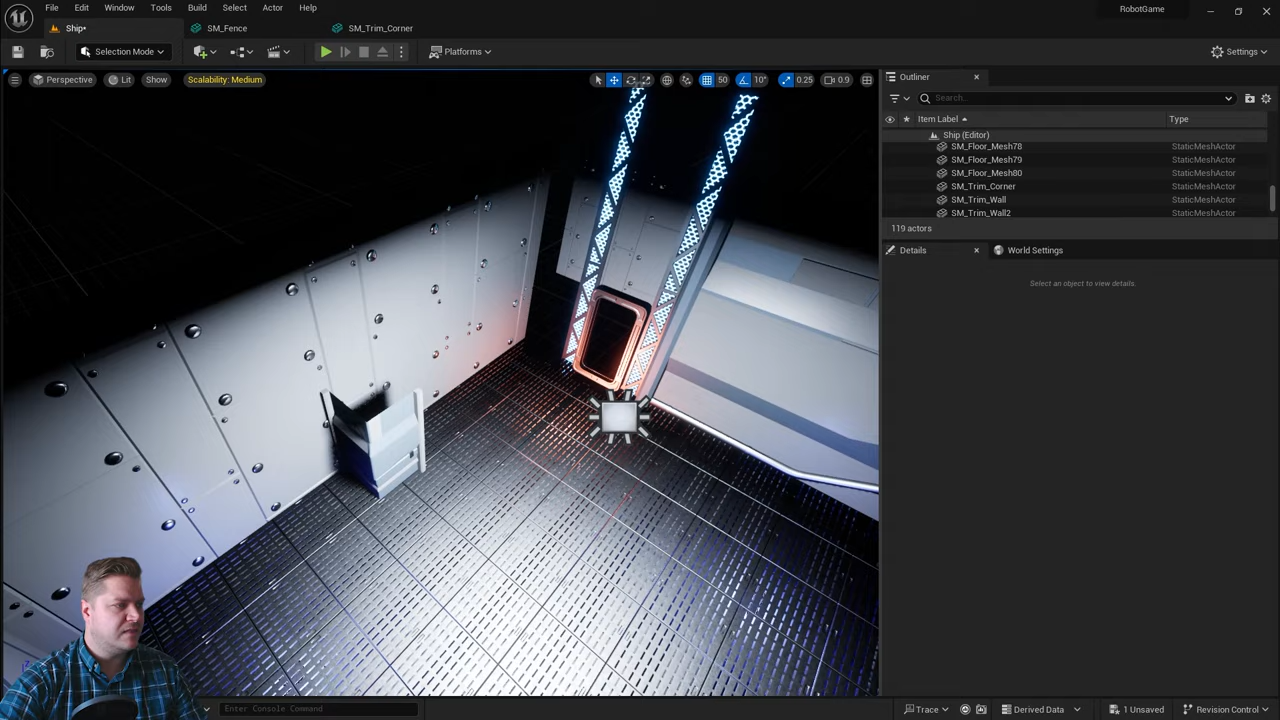 File Edit Window Tools Build Select Actor Help
RobotGame
Ship*
SM_Fence
SM_Trim_Corner
Selection Mode
Platforms
Settings
Perspective
Lit
Show
Scalability: Medium
50
10°
0.25
0.9
Outliner
Search...
Item Label
Type
Ship (Editor)
SM_Floor_Mesh78 StaticMeshActor
SM_Floor_Mesh79 StaticMeshActor
SM_Floor_Mesh80 StaticMeshActor
SM_Trim_Corner StaticMeshActor
SM_Trim_Wall StaticMeshActor
SM_Trim_Wall2 StaticMeshActor
119 actors
Details
World Settings
Select an object to view details.
Enter Console Command
Trace
Derived Data
1 Unsaved
Revision Control